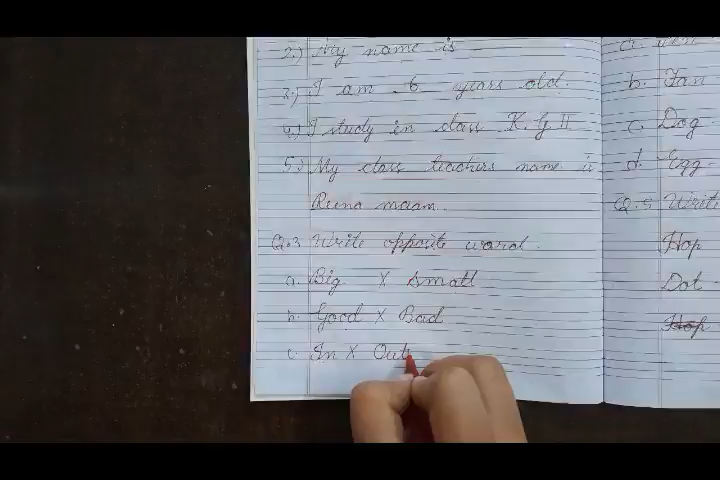 2.) My name is
3.) I am 6 years old.
4.) I study in class K.G II
5.) My class teachers name is
Reena maam.
Q.3 Write opposite word.
a. Big X small
b. Good X Bad
c. In X Out
b. Fan
c. Dog
d. Egg
Write
Hop
Dot
Hop